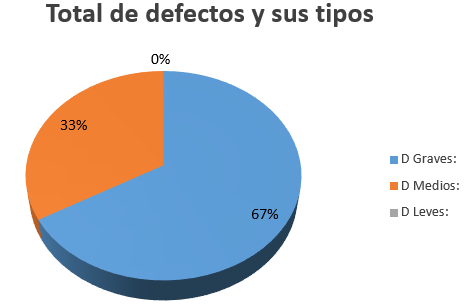 Total de defectos y sus tipos
0%
33%
67%
D Graves:
D Medios:
D Leves: